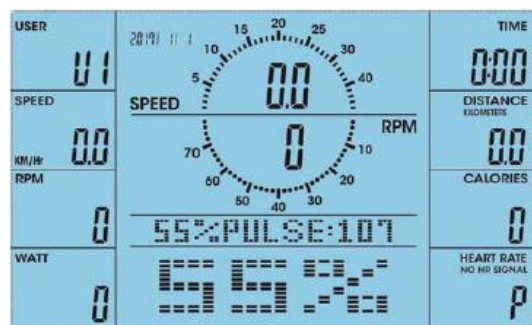 USER
U1
SPEED
KM/Hr 0.0
RPM
0
WATT
0
2019/ 1/ 1
5 10 15 20 25 30 40
SPEED 0.0
RPM 0
70 60 50 40 30 20 10
55%PULSE:107
55%
TIME
0:00
DISTANCE
KILOMETERS
0.0
CALORIES
0
HEART RATE
NO HR SIGNAL
P